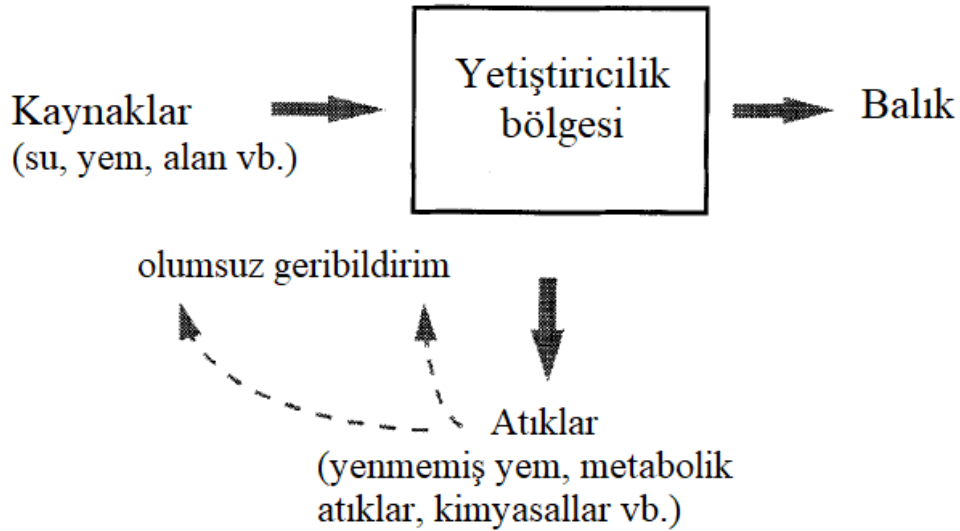 Yetiştiricilik
bölgesi
Kaynaklar
(su, yem, alan vb.)
Balık
olumsuz geribildirim
Atıklar
(yenmemiş yem, metabolik
atıklar, kimyasallar vb.)